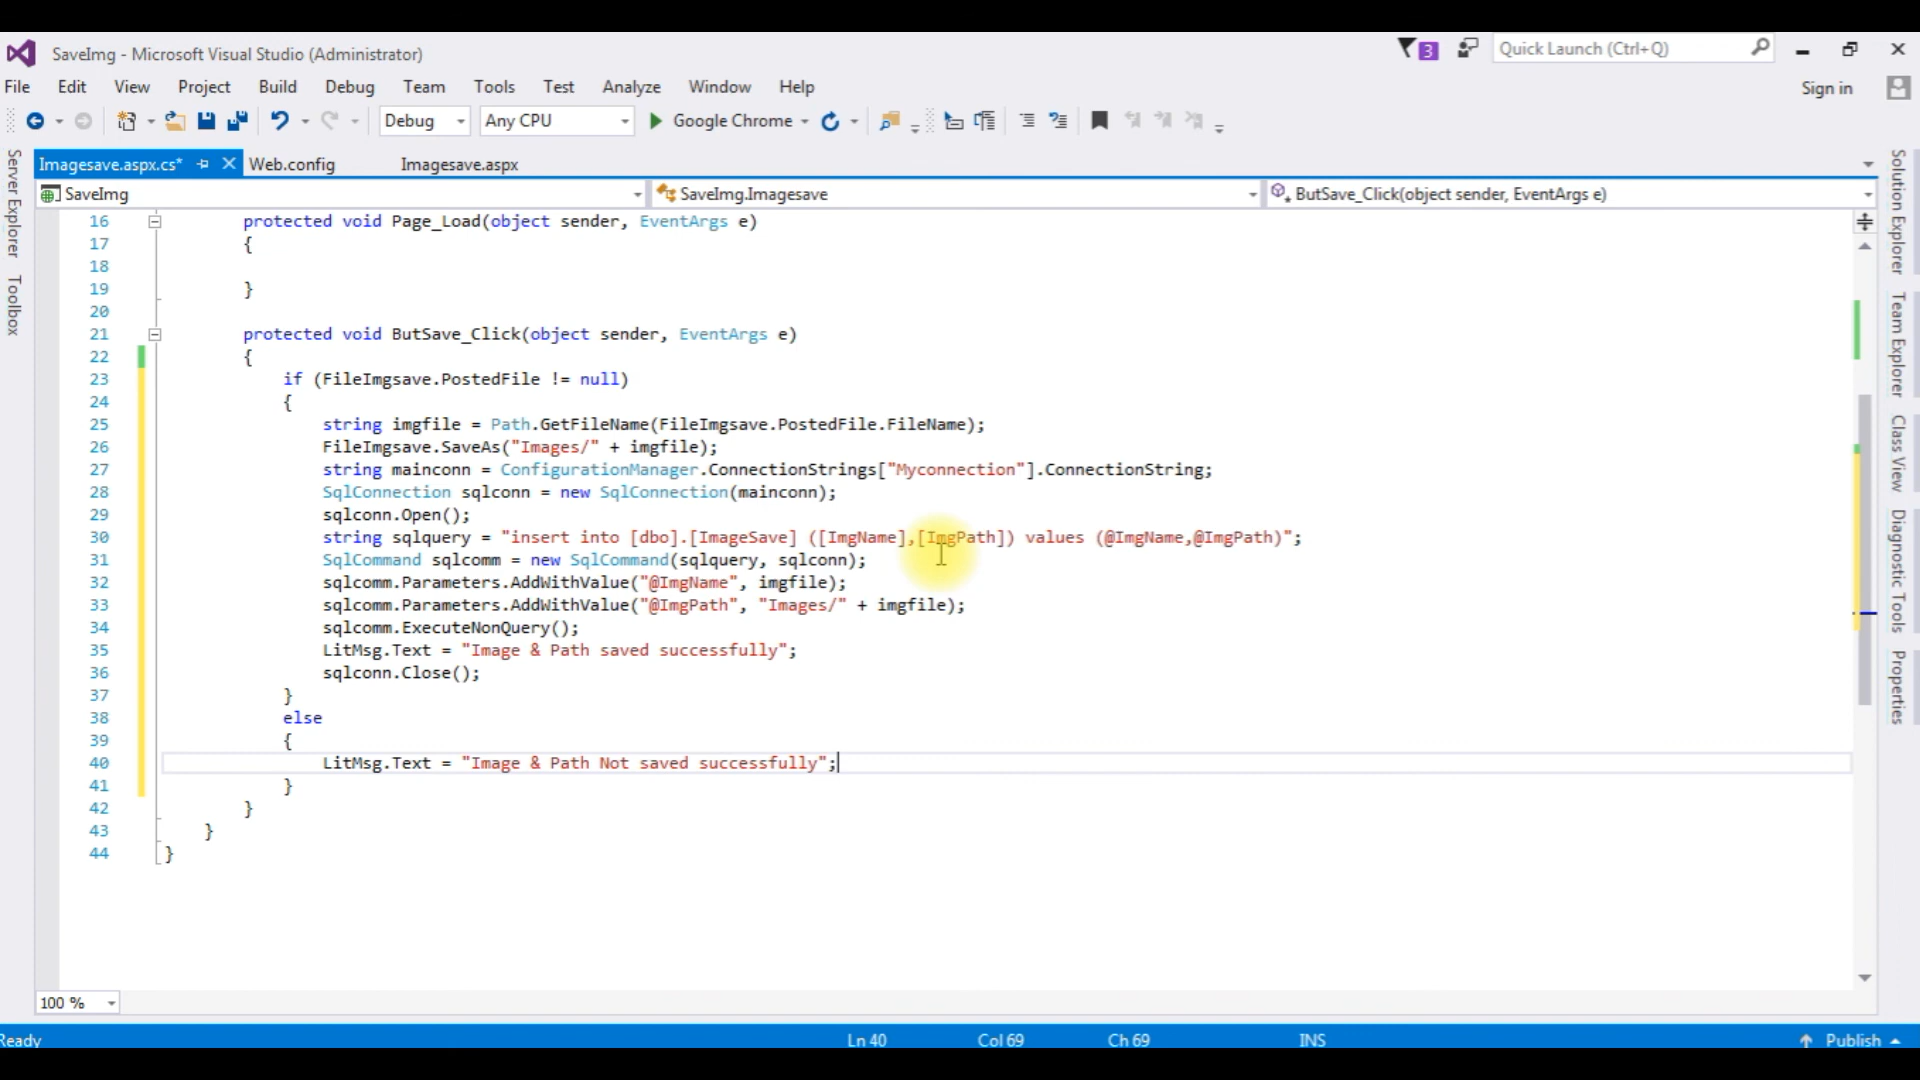 SaveImg - Microsoft Visual Studio (Administrator)
3
Quick Launch (Ctrl+Q)
File Edit View Project Build Debug Team Tools Test Analyze Window Help
Sign in
Debug Any CPU Google Chrome
Imagesave.aspx.cs* Web.config Imagesave.aspx
SaveImg SaveImg.Imagesave ButSave_Click(object sender, EventArgs e)
Server Explorer
Toolbox
16 protected void Page_Load(object sender, EventArgs e)
17 {
18
19 }
20
21 protected void ButSave_Click(object sender, EventArgs e)
22 {
23 if (FileImgsave.PostedFile != null)
24 {
25 string imgfile = Path.GetFileName(FileImgsave.PostedFile.FileName);
26 FileImgsave.SaveAs("Images/" + imgfile);
27 string mainconn = ConfigurationManager.ConnectionStrings["Myconnection"].ConnectionString;
28 SqlConnection sqlconn = new SqlConnection(mainconn);
29 sqlconn.Open();
30 string sqlquery = "insert into [dbo].[ImageSave] ([ImgName],[ImgPath]) values (@ImgName,@ImgPath)";
31 SqlCommand sqlcomm = new SqlCommand(sqlquery, sqlconn);
32 sqlcomm.Parameters.AddWithValue("@ImgName", imgfile);
33 sqlcomm.Parameters.AddWithValue("@ImgPath", "Images/" + imgfile);
34 sqlcomm.ExecuteNonQuery();
35 LitMsg.Text = "Image & Path saved successfully";
36 sqlconn.Close();
37 }
38 else
39 {
40 LitMsg.Text = "Image & Path Not saved successfully";
41 }
42 }
43 }
44 }
Solution Explorer
Team Explorer
Class View
Diagnostic Tools
Properties
100 %
Ready Ln 40 Col 69 Ch 69 INS Publish